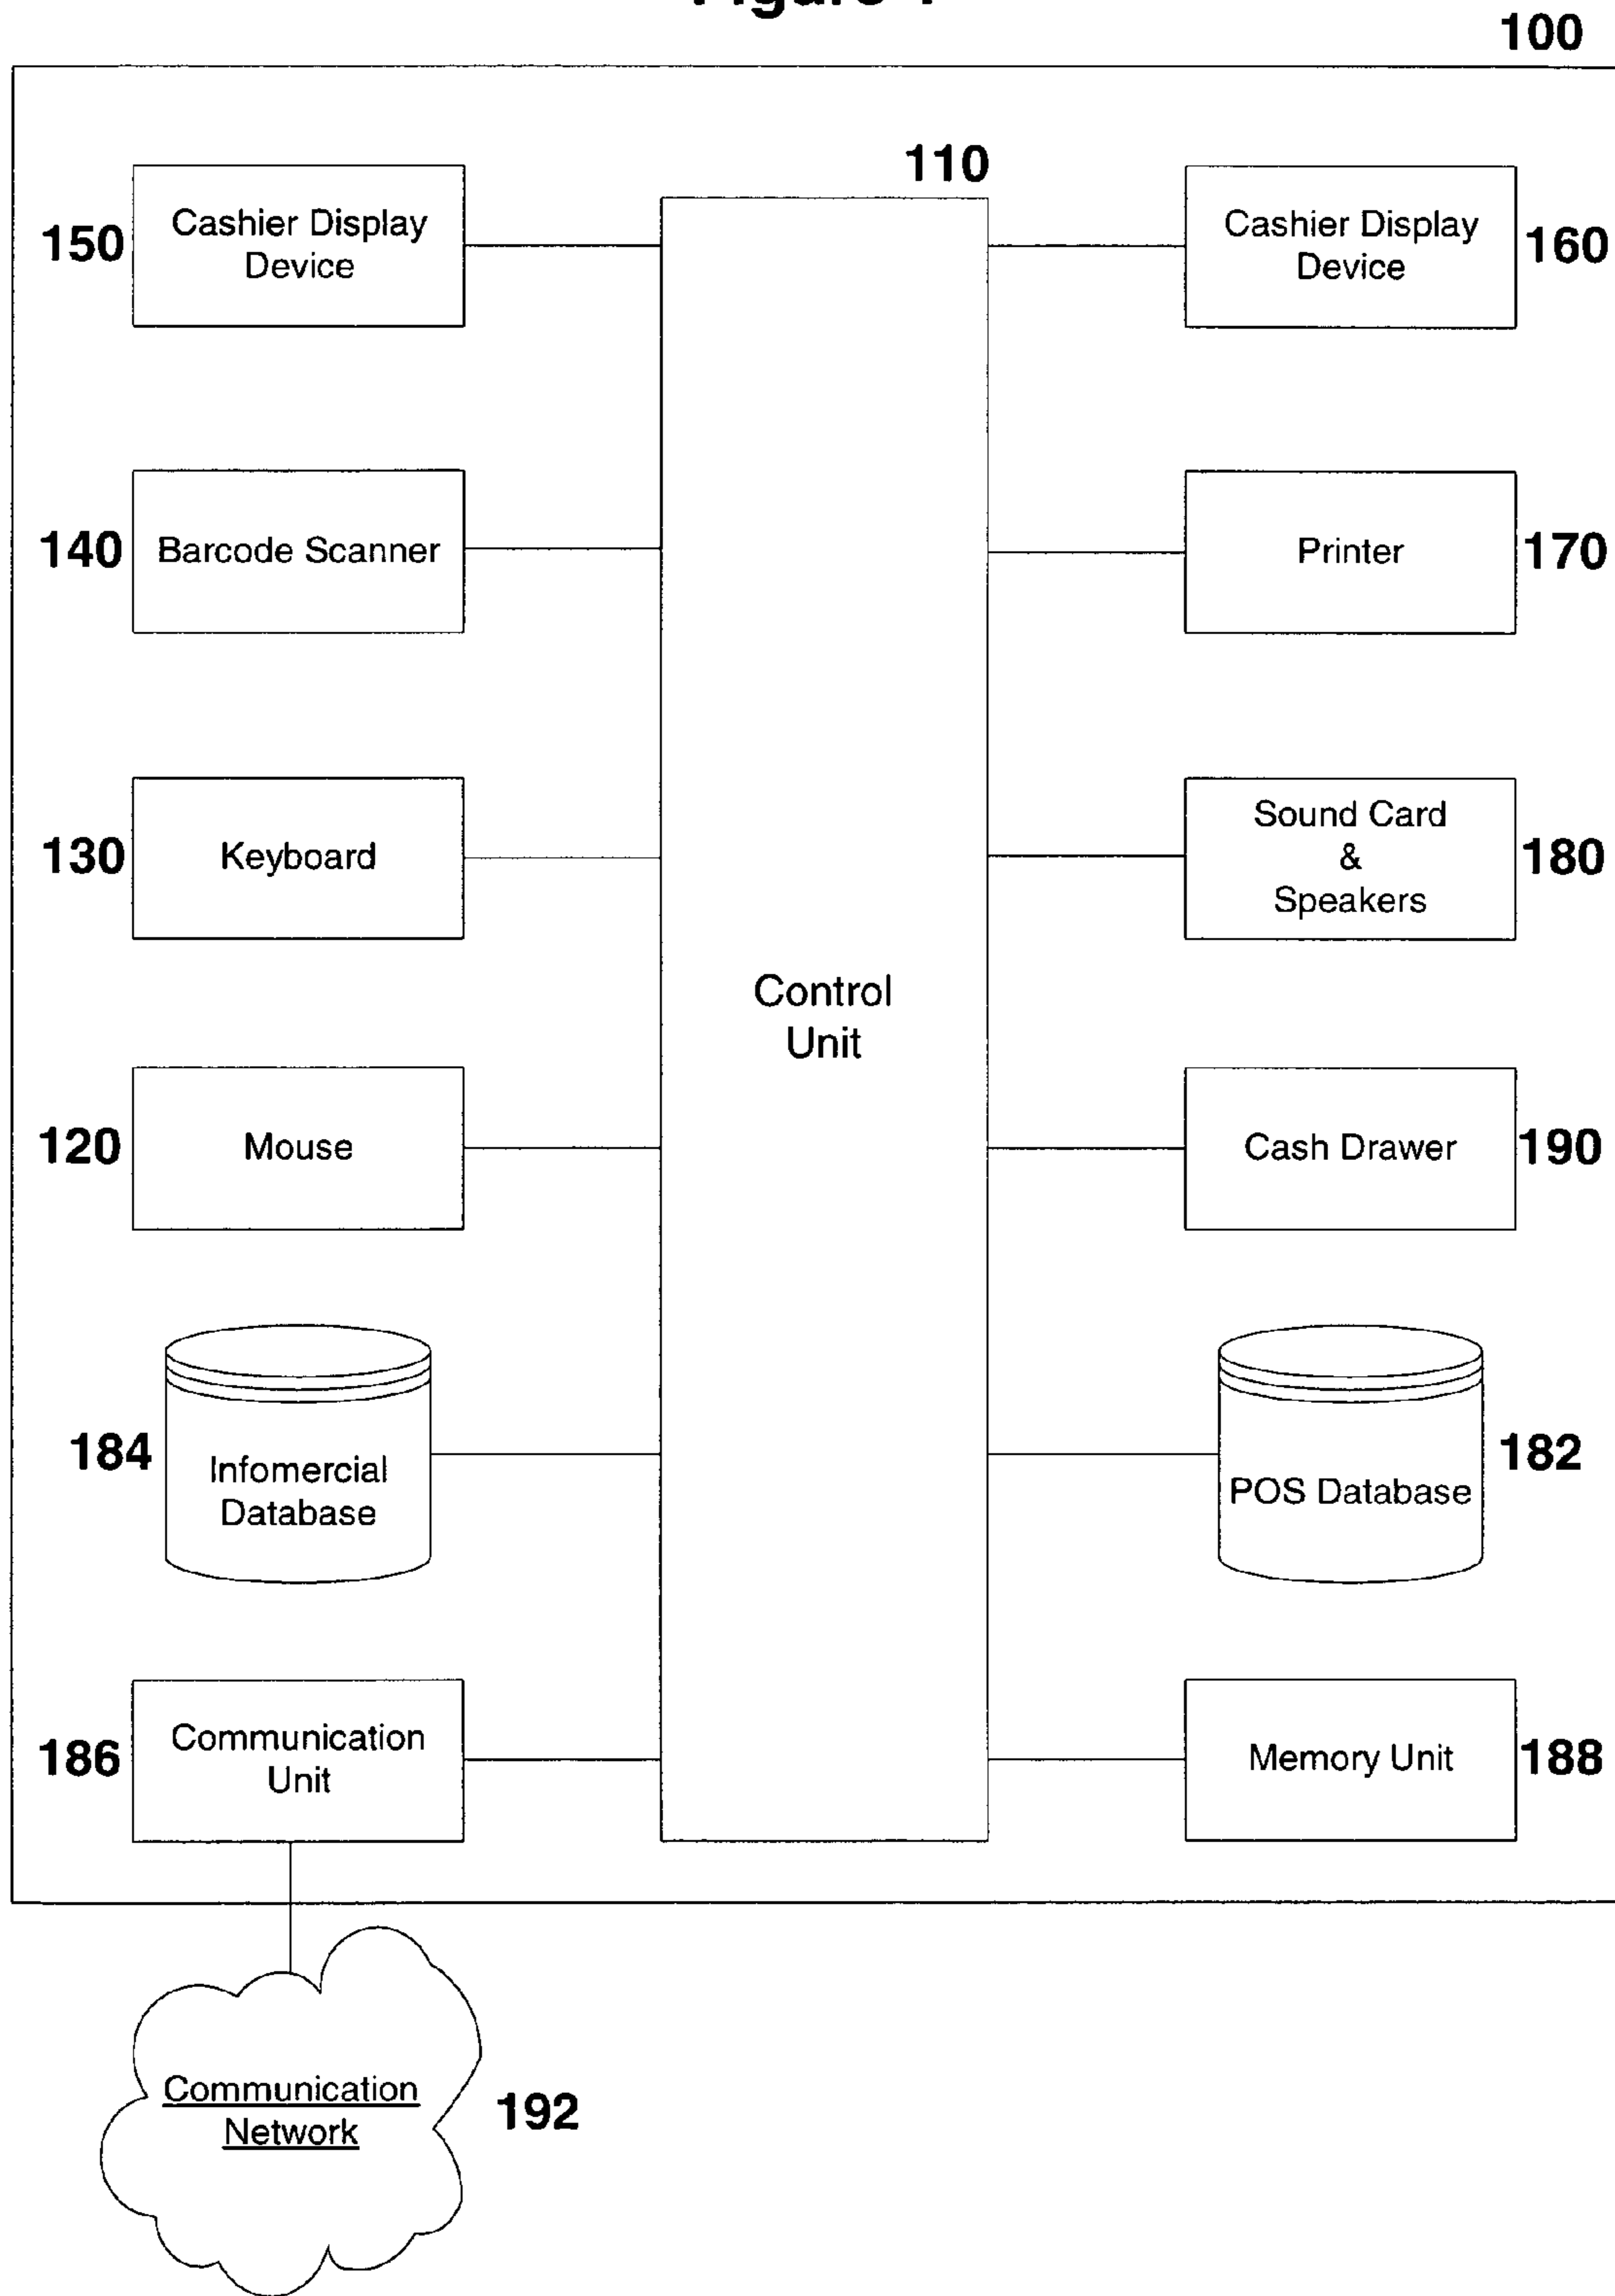 100
110
150
Cashier Display
Device
Cashier Display
Device
160
140
Barcode Scanner
Printer
170
130
Keyboard
Sound Card
&
Speakers
180
Control
Unit
120
Mouse
Cash Drawer
190
184
Infomercial
Database
POS Database
182
186
Communication
Unit
Memory Unit
188
Communication
Network
192